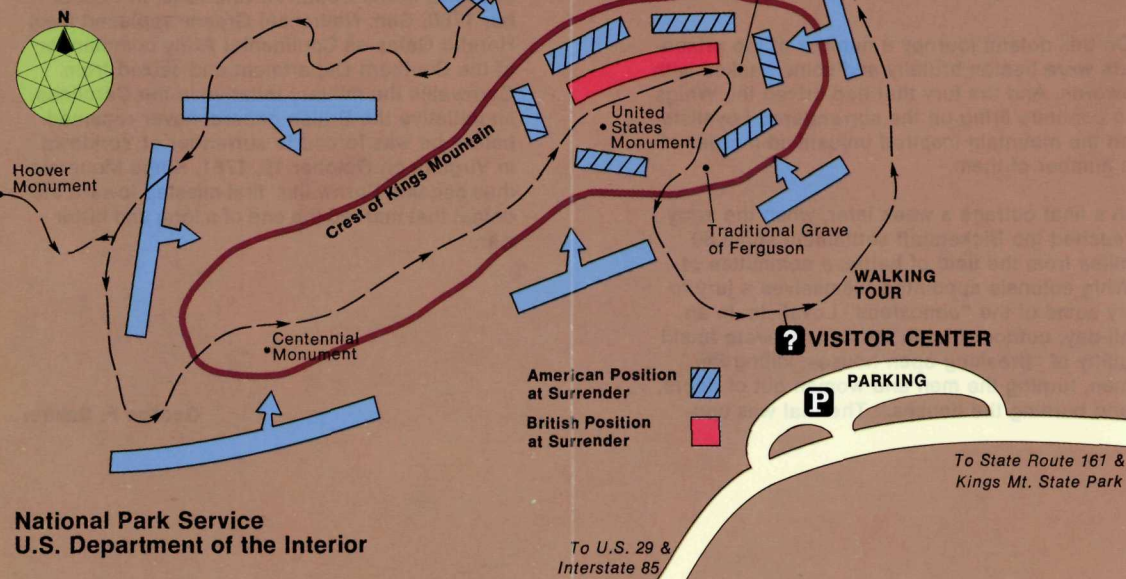 N
Hoover
Monument
Crest of Kings Mountain
United
States
Monument
Traditional Grave
of Ferguson
WALKING
TOUR
Centennial
Monument
? VISITOR CENTER
American Position
at Surrender
British Position
at Surrender
PARKING
P
To State Route 161 &
Kings Mt. State Park
National Park Service
U.S. Department of the Interior
To U.S. 29 &
Interstate 85